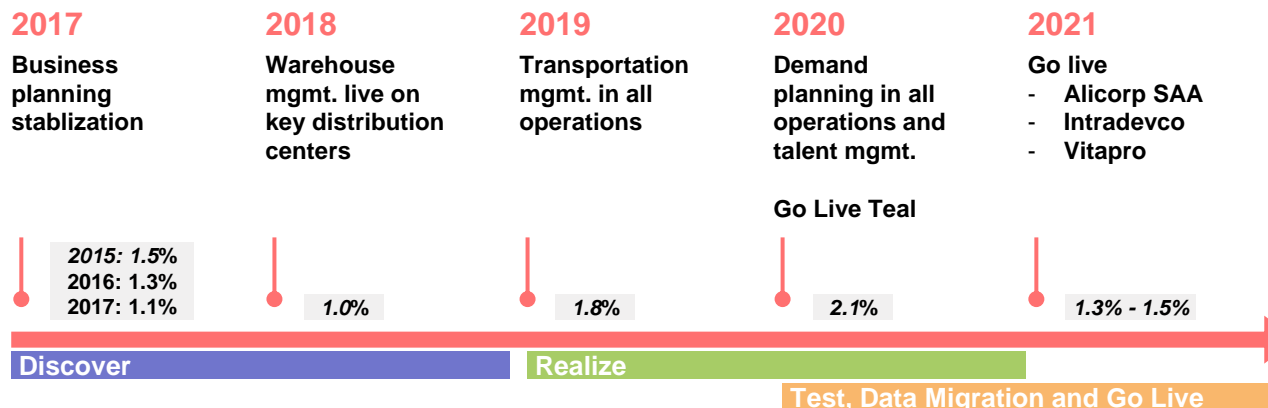 2017
Business
planning
stablization
2018
Warehouse
mgmt. live on
key distribution
centers
2019
Transportation
mgmt. in all
operations
2020
Demand
planning in all
operations and
talent mgmt.
Go Live Teal
2021
Go live
- Alicorp SAA
- Intradevco
- Vitapro
2015: 1.5%
2016: 1.3%
2017: 1.1%
1.0%
1.8%
2.1%
1.3% - 1.5%
Discover
Realize
Test, Data Migration and Go Live